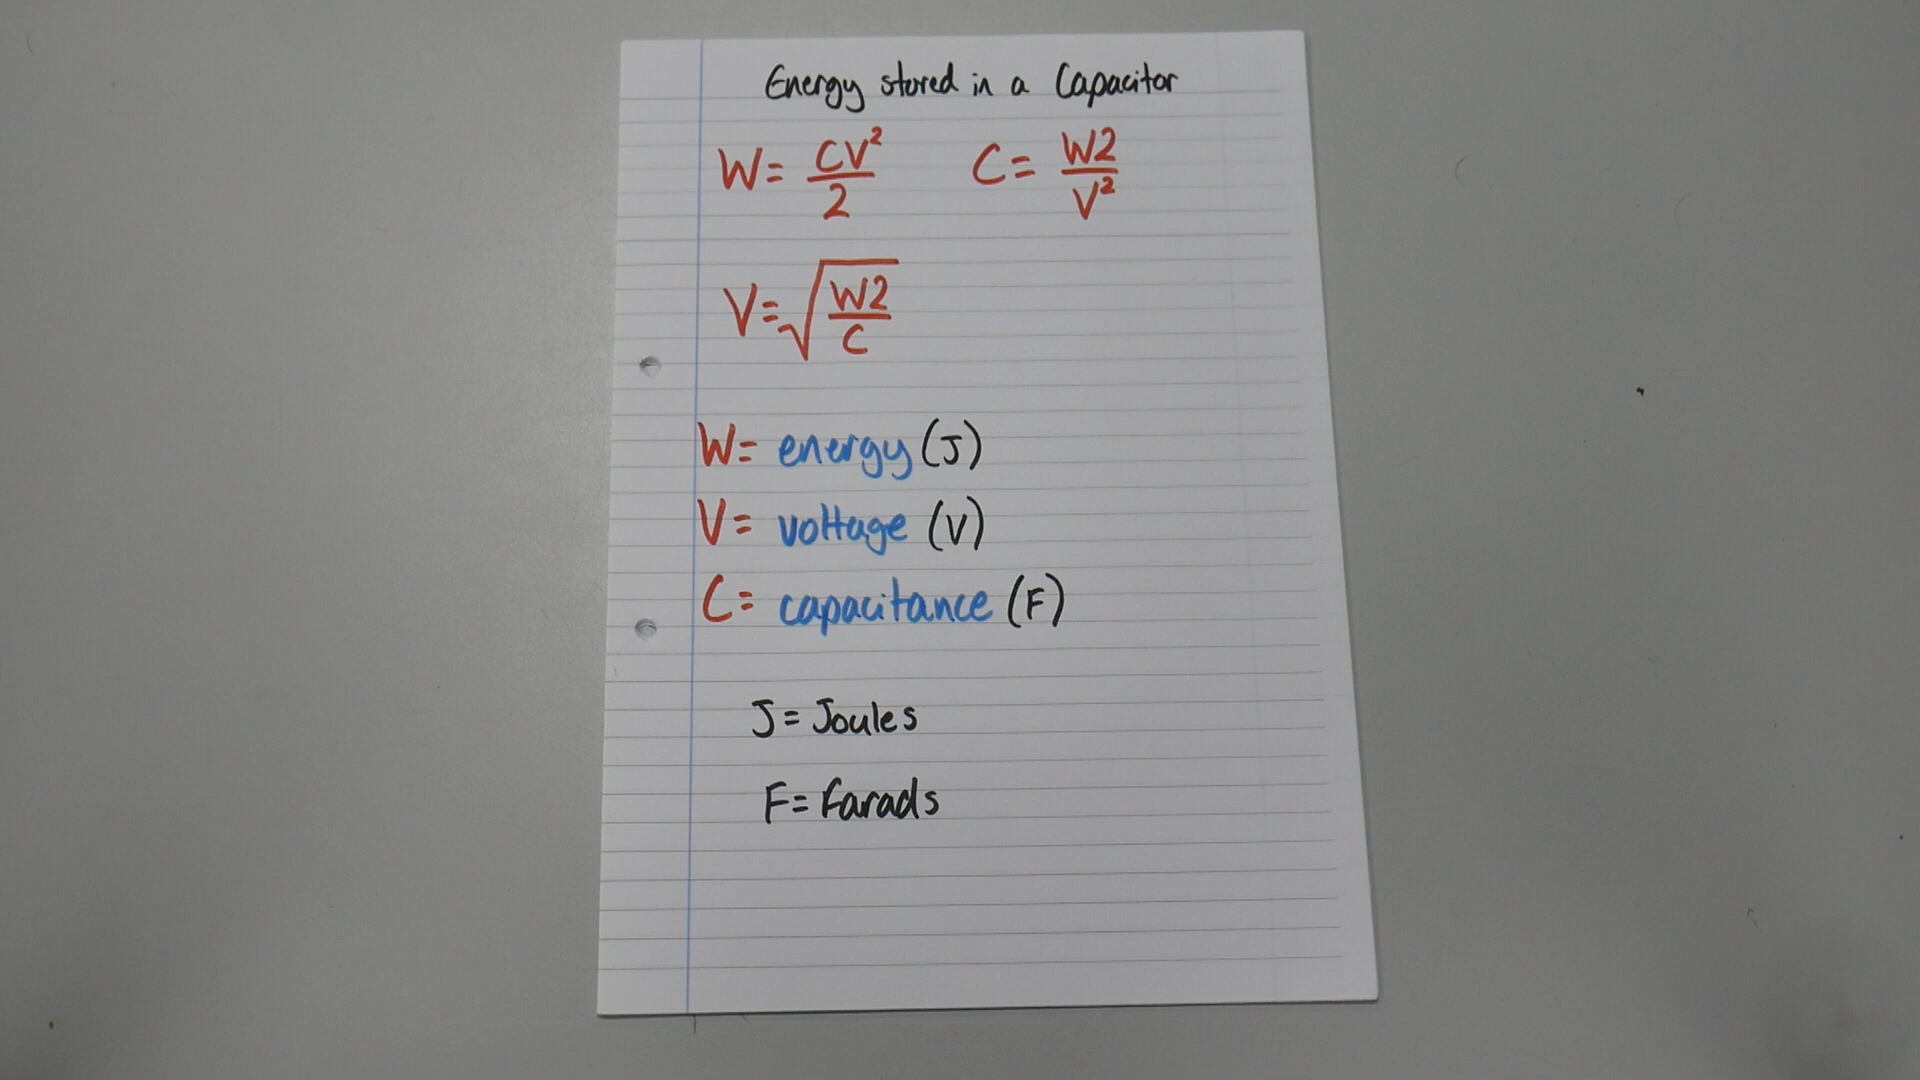 Energy stored in a Capacitor
W = CV²/2 C = W2/V²
V = √(W2/C)
W = energy (J)
V = voltage (V)
C = capacitance (F)
J = Joules
F = Farads